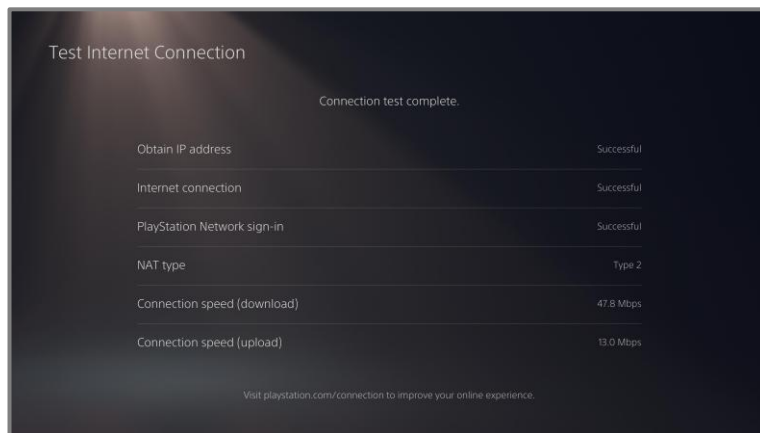 Test Internet Connection
Connection test complete.
Obtain IP address Successful
Internet connection Successful
PlayStation Network sign-in Successful
NAT type Type 2
Connection speed (download) 47.8 Mbps
Connection speed (upload) 13.0 Mbps
Visit playstation.com/connection to improve your online experience.